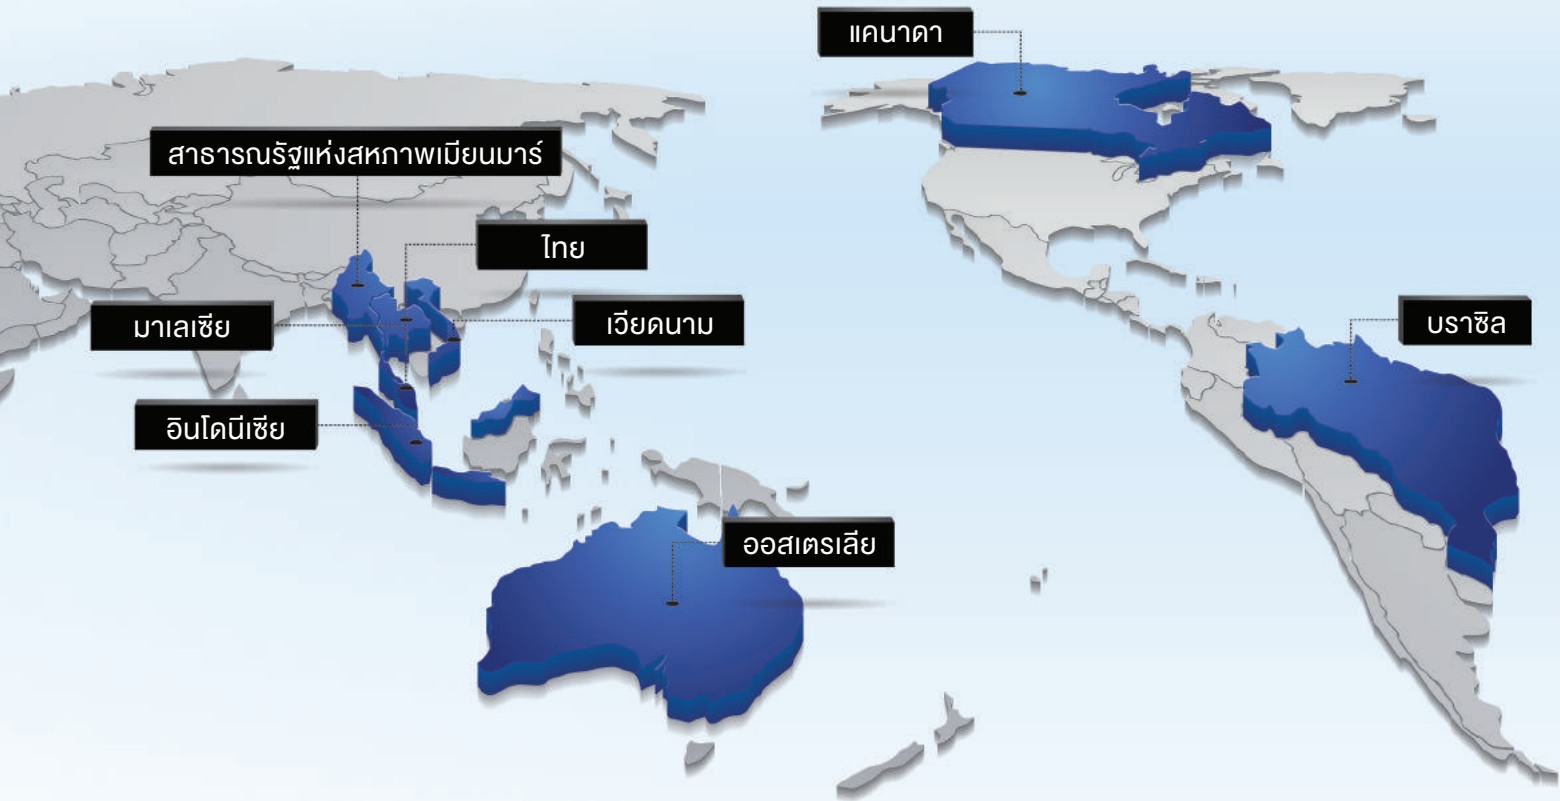 แคนาดา
สาธารณรัฐแห่งสหภาพเมียนมาร์
ไทย
มาเลเซีย
เวียดนาม
บราซิล
อินโดนีเซีย
ออสเตรเลีย